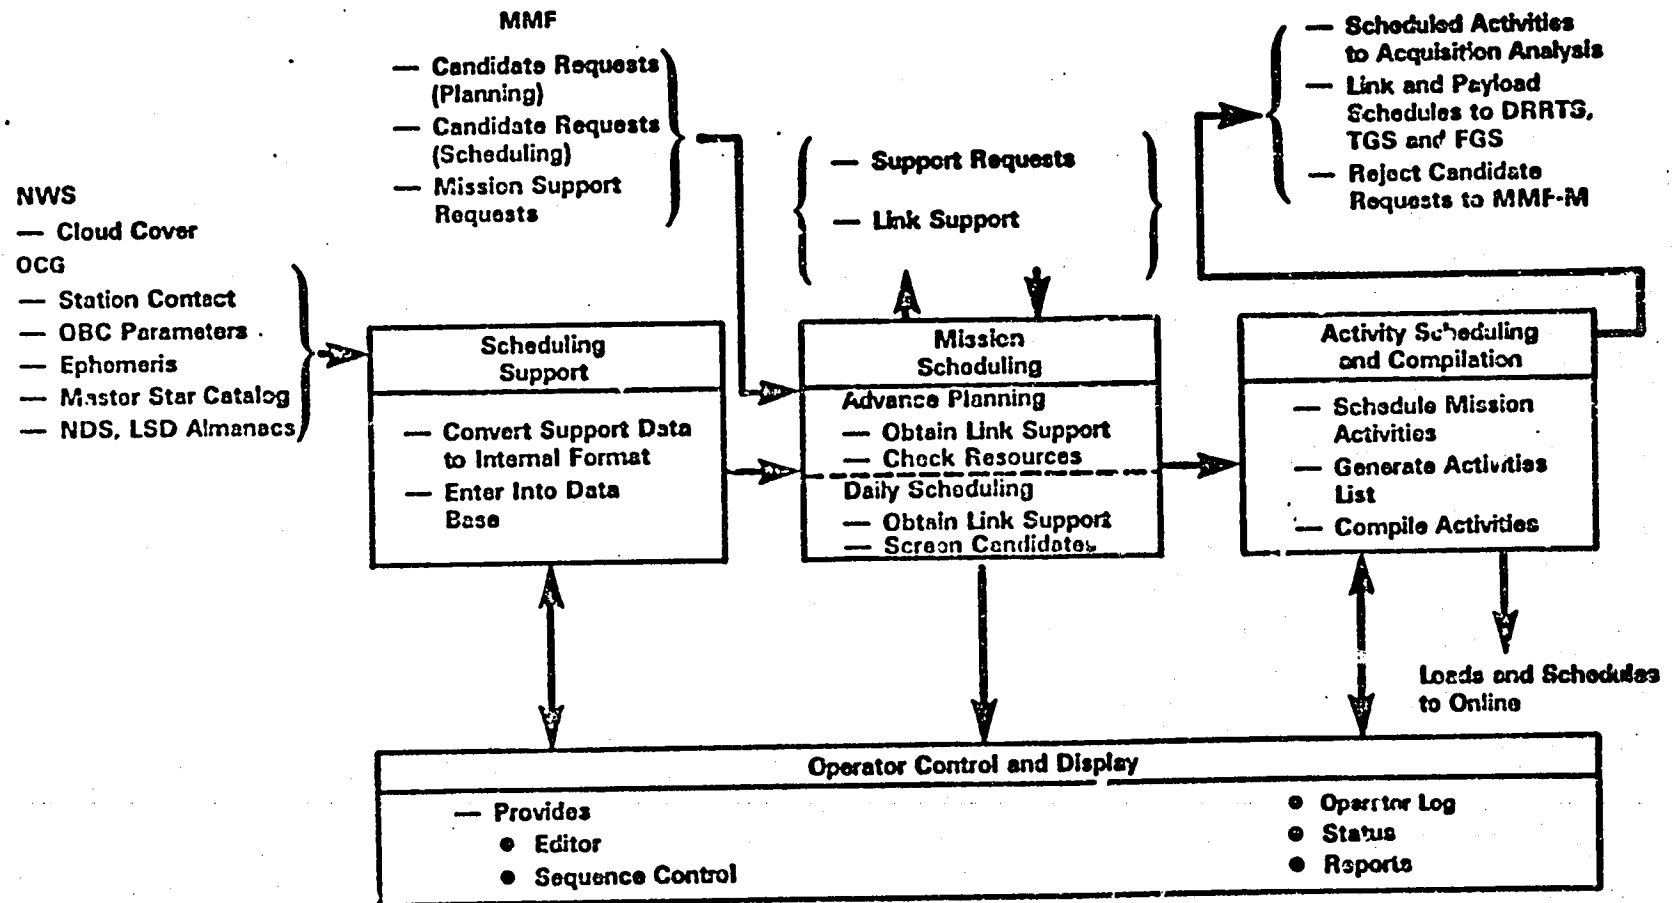 MMF
— Candidate Requests
(Planning)
— Candidate Requests
(Scheduling)
— Mission Support
Requests
NWS
— Cloud Cover
OCG
— Station Contact
— OBC Parameters
— Ephemeris
— Master Star Catalog
— NDS, LSD Almanacs
— Support Requests
— Link Support
— Scheduled Activities
to Acquisition Analysis
— Link and Payload
Schedules to DRRTS,
TGS and FGS
— Reject Candidate
Requests to MMF-M
Scheduling
Support
— Convert Support Data
to Internal Format
— Enter Into Data
Base
Mission
Scheduling
Advance Planning
— Obtain Link Support
— Check Resources
Daily Scheduling
— Obtain Link Support
— Screen Candidates
Activity Scheduling
and Compilation
— Schedule Mission
Activities
— Generate Activities
List
— Compile Activities
Loads and Schedules
to Online
Operator Control and Display
— Provides
● Editor
● Sequence Control
● Operator Log
● Status
● Reports